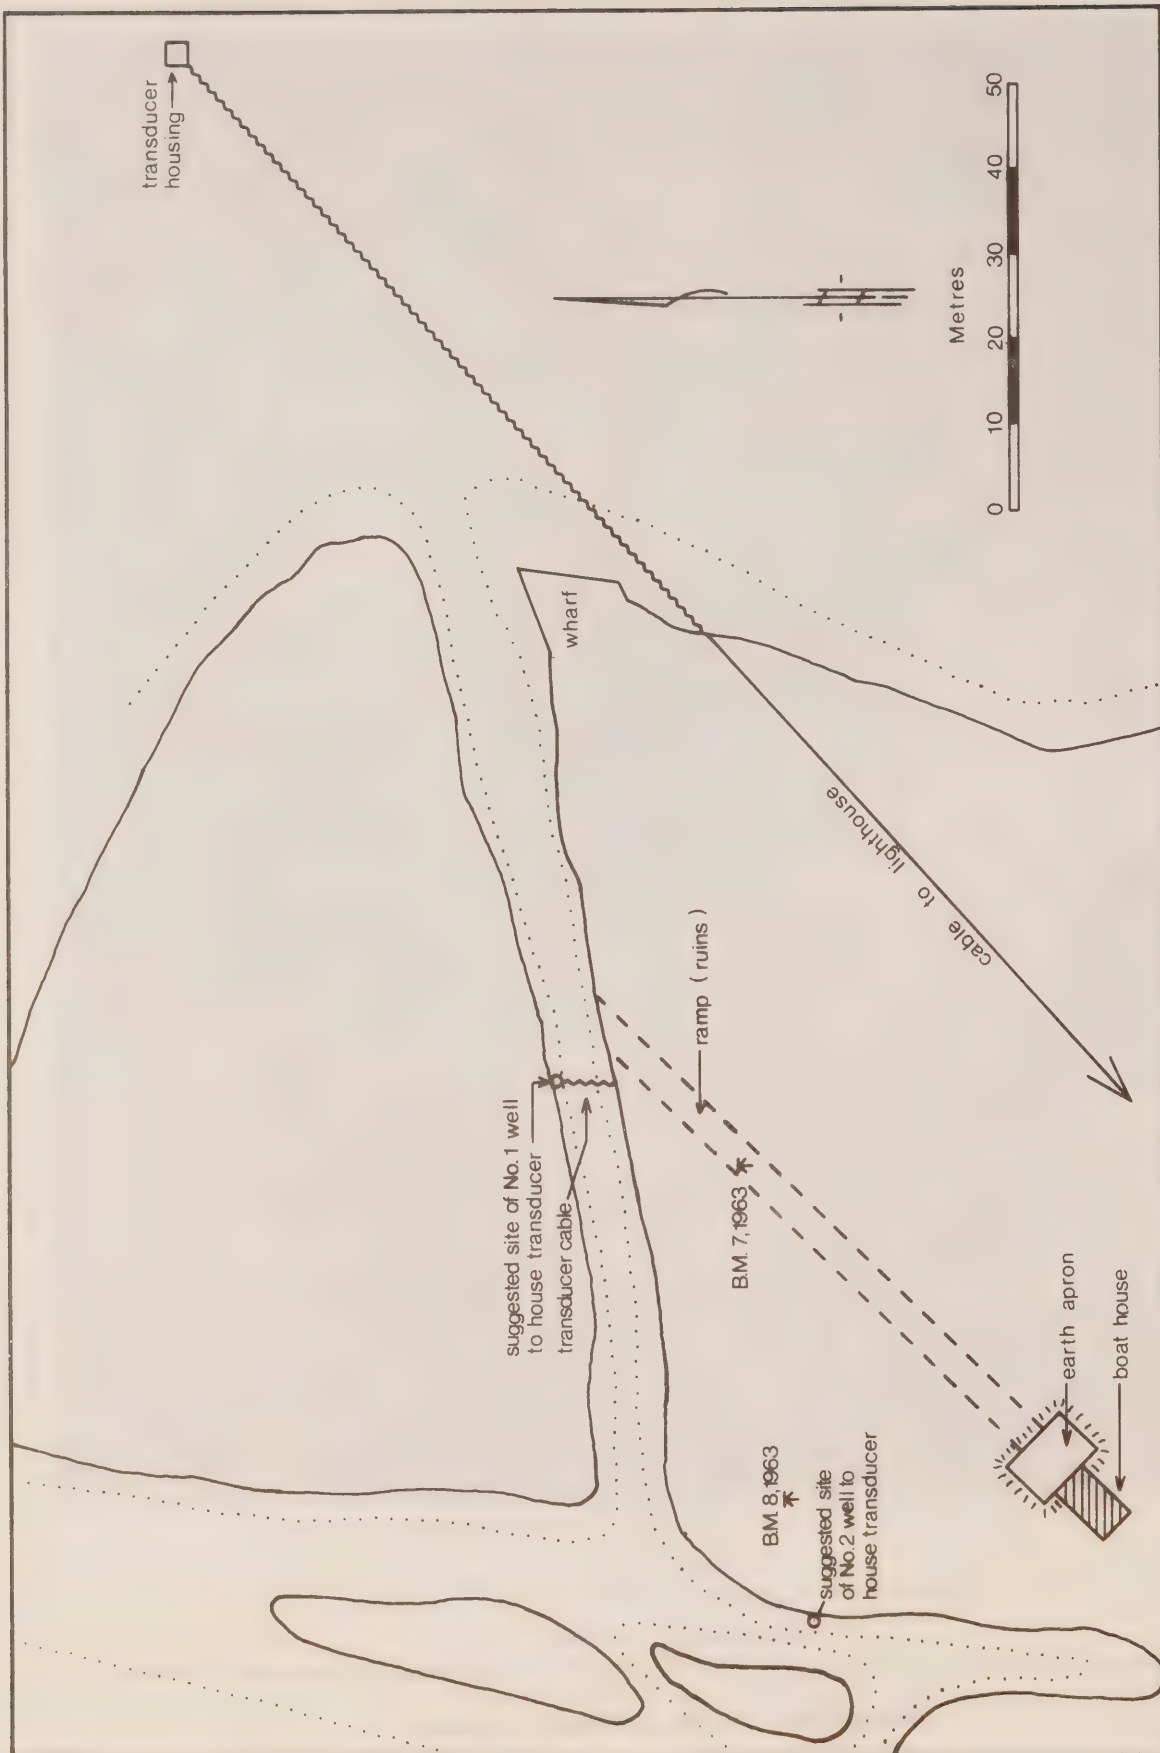 transducer
housing
suggested site of No.1 well
to house transducer
transducer cable
wharf
cable to lighthouse
ramp ( ruins )
B.M. 7,1963
B.M. 8,1963
suggested site
of No.2 well to
house transducer
earth apron
boat house
Metres
0 10 20 30 40 50